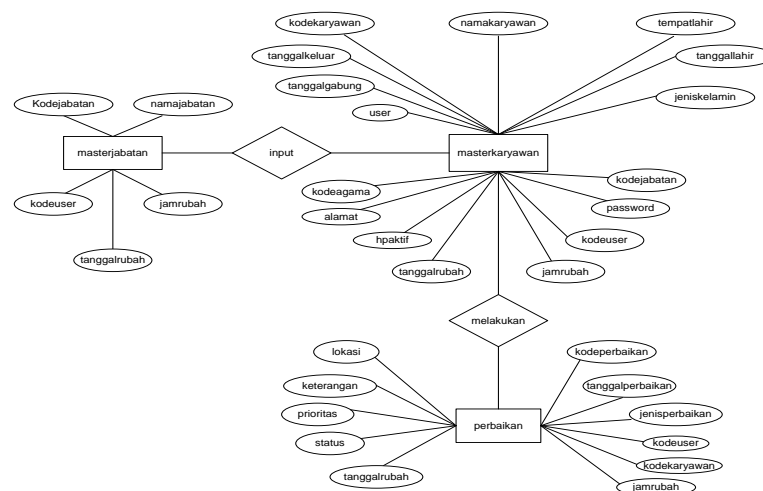 kodekaryawan
namakaryawan
tempatlahir
tanggalkeluar
tanggallahir
tanggalgabung
jeniskelamin
user
Kodejabatan
namajabatan
masterjabatan
input
masterkaryawan
kodeuser
jamrubah
tanggalrubah
kodeagama
kodejabatan
alamat
password
hpaktif
kodeuser
tanggalrubah
jamrubah
melakukan
lokasi
kodeperbaikan
keterangan
tanggalperbaikan
prioritas
jenisperbaikan
perbaikan
status
kodeuser
kodekaryawan
tanggalrubah
jamrubah